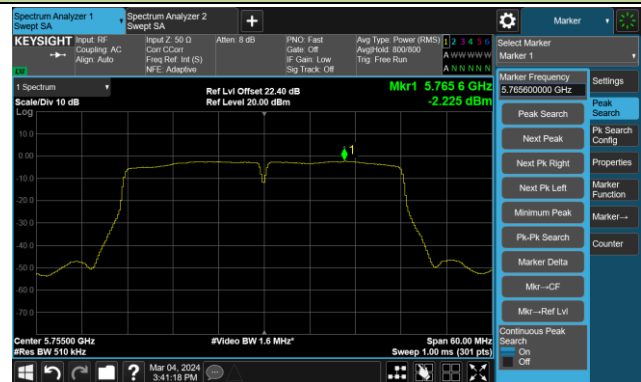 Spectrum Analyzer 1
Swept SA
Spectrum Analyzer 2
Swept SA
+
Marker
KEYSIGHT
Input: RF
Coupling: AC
Align: Auto
Input Z: 50 Ω
Corr CCorr
Freq Ref: Int (S)
NFE: Adaptive
Atten: 8 dB
PNO: Fast
Gate: Off
IF Gain: Low
Sig Track: Off
Avg Type: Power (RMS)
Avg|Hold: 800/800
Trig: Free Run
1 2 3 4 5 6
A W W W W W
A N N N N N
LW
Select Marker
Marker 1
1 Spectrum
Scale/Div 10 dB
Log
Ref Lvl Offset 22.40 dB
Ref Level 20.00 dBm
Mkr1 5.765 6 GHz
-2.225 dBm
10.0
0.00
-10.0
-20.0
-30.0
-40.0
-50.0
-60.0
-70.0
1
Center 5.75500 GHz
#Res BW 510 kHz
#Video BW 1.6 MHz*
Span 60.00 MHz
Sweep 1.00 ms (301 pts)
Marker Frequency
5.765600000 GHz
Peak Search
Next Peak
Next Pk Right
Next Pk Left
Minimum Peak
Pk-Pk Search
Marker Delta
Mkr→CF
Mkr→Ref Lvl
Continuous Peak
Search
On
Off
Settings
Peak
Search
Pk Search
Config
Properties
Marker
Function
Marker→
Counter
?
Mar 04, 2024
3:41:18 PM